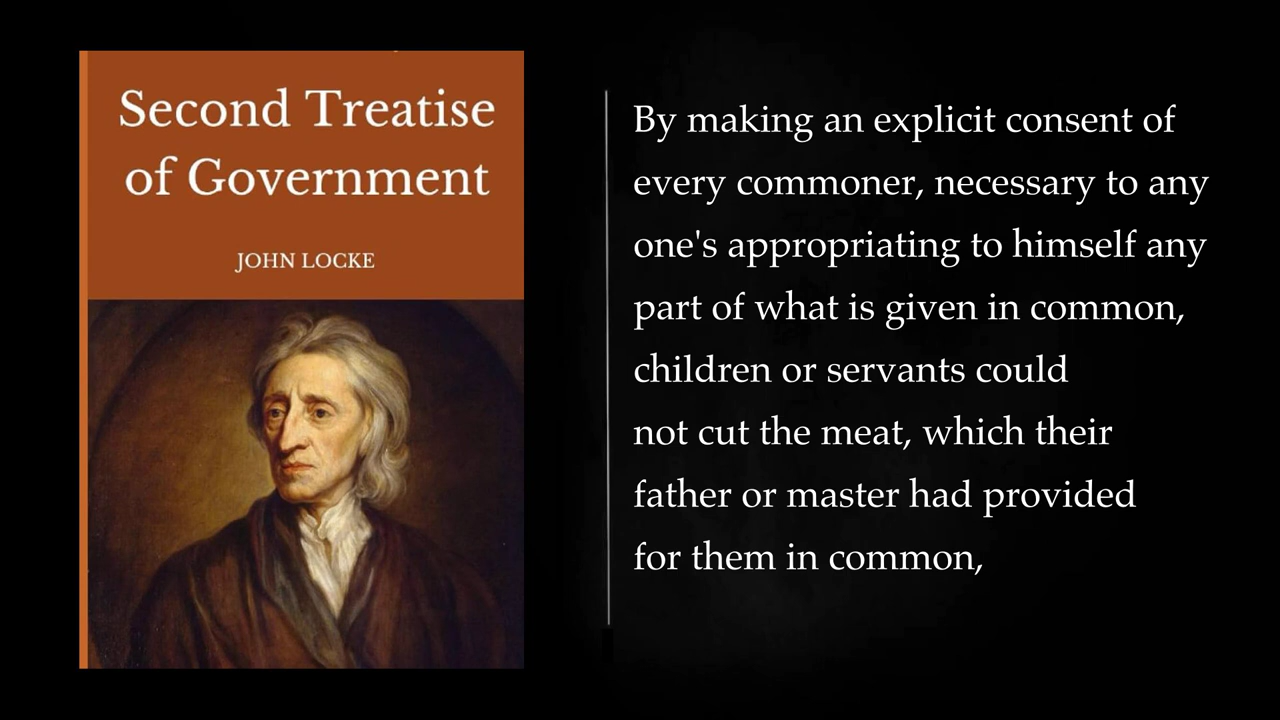 Second Treatise
of Government
JOHN LOCKE
By making an explicit consent of
every commoner, necessary to any
one's appropriating to himself any
part of what is given in common,
children or servants could
not cut the meat, which their
father or master had provided
for them in common,